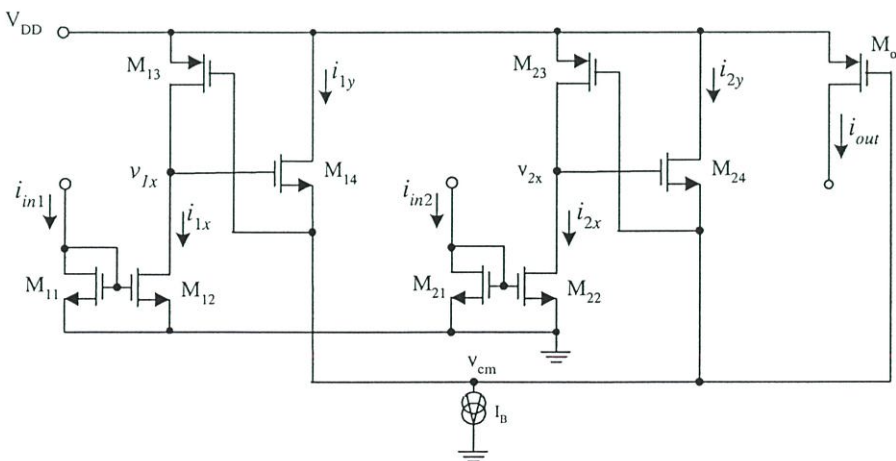 V_DD
M_13
i_1y
M_23
i_2y
M_o
i_out
v_1x
M_14
v_2x
M_24
i_in1
i_1x
i_in2
i_2x
M_11
M_12
M_21
M_22
v_cm
I_B